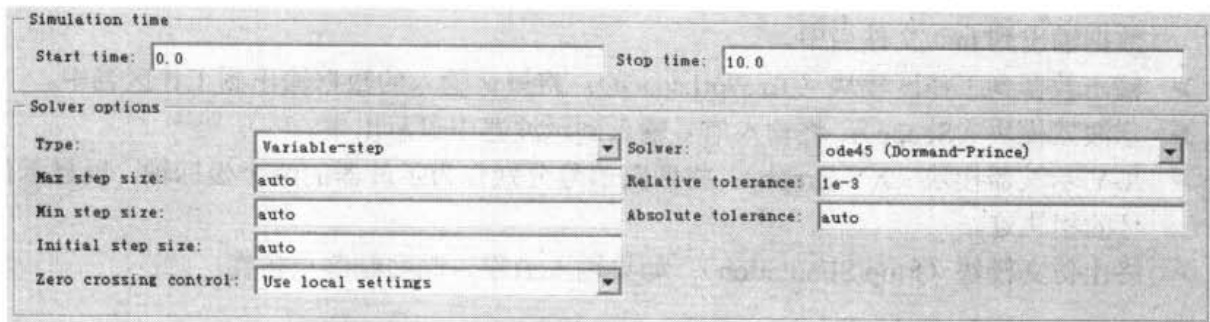 Simulation time
Start time: 0.0 Stop time: 10.0
Solver options
Type: Variable-step Solver: ode45 (Dormand-Prince)
Max step size: auto Relative tolerance: 1e-3
Min step size: auto Absolute tolerance: auto
Initial step size: auto
Zero crossing control: Use local settings